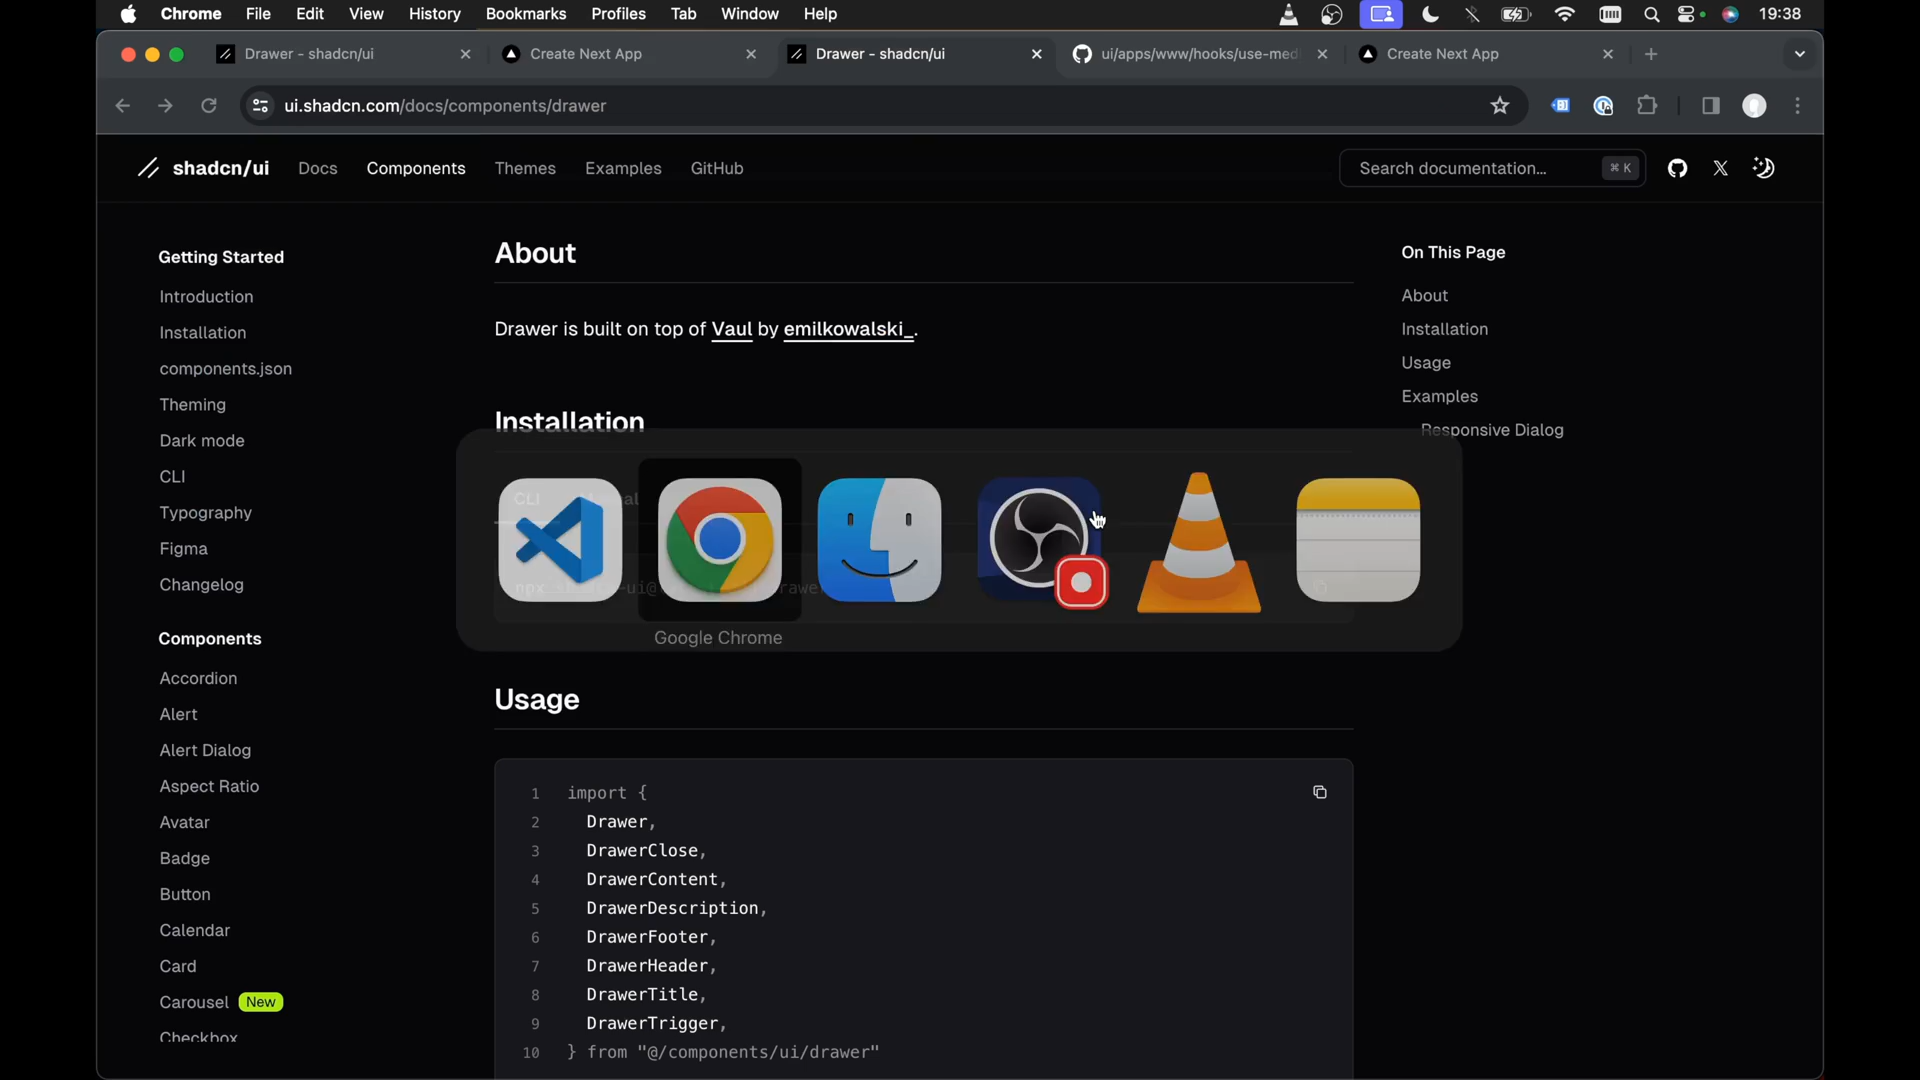 Chrome File Edit View History Bookmarks Profiles Tab Window Help 19:38
Drawer - shadcn/ui Create Next App Drawer - shadcn/ui ui/apps/www/hooks/use-med Create Next App
ui.shadcn.com/docs/components/drawer
shadcn/ui Docs Components Themes Examples GitHub Search documentation... ⌘ K
Getting Started
Introduction
Installation
components.json
Theming
Dark mode
CLI
Typography
Figma
Changelog
Components
Accordion
Alert
Alert Dialog
Aspect Ratio
Avatar
Badge
Button
Calendar
Card
Carousel New
Checkbox
About
Drawer is built on top of Vaul by emilkowalski_.
Installation
CLI
npx
Google Chrome
Usage
1 import {
2 Drawer,
3 DrawerClose,
4 DrawerContent,
5 DrawerDescription,
6 DrawerFooter,
7 DrawerHeader,
8 DrawerTitle,
9 DrawerTrigger,
10 } from "@/components/ui/drawer"
On This Page
About
Installation
Usage
Examples
Responsive Dialog